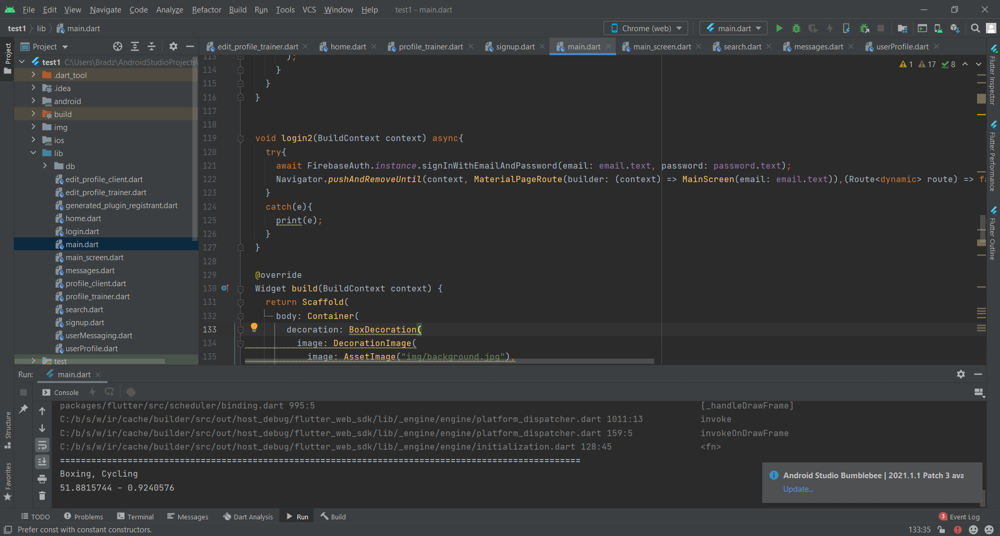 File Edit View Navigate Code Analyze Refactor Build Run Tools VCS Window Help test1 - main.dart
test1 lib main.dart Chrome (web) main.dart
Project edit_profile_trainer.dart home.dart profile_trainer.dart signup.dart main.dart main_screen.dart search.dart messages.dart userProfile.dart
Project
test1 C:\Users\Bradz\AndroidStudioProjects\
.dart_tool
.idea
android
build
img
ios
lib
db
edit_profile_client.dart
edit_profile_trainer.dart
generated_plugin_registrant.dart
home.dart
login.dart
main.dart
main_screen.dart
messages.dart
profile_client.dart
profile_trainer.dart
search.dart
signup.dart
userMessaging.dart
userProfile.dart
test
1 17 8
113 );
114 }
115 }
116 }
117
118
119 void login2(BuildContext context) async{
120 try{
121 await FirebaseAuth.instance.signInWithEmailAndPassword(email: email.text, password: password.text);
122 Navigator.pushAndRemoveUntil(context, MaterialPageRoute(builder: (context) => MainScreen(email: email.text)),(Route<dynamic> route) => fa
123 }
124 catch(e){
125 print(e);
126 }
127 }
128
129 @override
130 Widget build(BuildContext context) {
131 return Scaffold(
132 body: Container(
133 decoration: BoxDecoration(
134 image: DecorationImage(
135 image: AssetImage("img/background.jpg"),
Flutter Inspector
Flutter Performance
Flutter Outline
Run: main.dart
Console
packages/flutter/src/scheduler/binding.dart 995:5 [_handleDrawFrame]
C:/b/s/w/ir/cache/builder/src/out/host_debug/flutter_web_sdk/lib/_engine/engine/platform_dispatcher.dart 1011:13 invoke
C:/b/s/w/ir/cache/builder/src/out/host_debug/flutter_web_sdk/lib/_engine/engine/platform_dispatcher.dart 159:5 invokeOnDrawFrame
C:/b/s/w/ir/cache/builder/src/out/host_debug/flutter_web_sdk/lib/_engine/engine/initialization.dart 128:45 <fn>
====================================================================================================
Boxing, Cycling
51.8815744 - 0.9240576
Structure
Favorites
Android Studio Bumblebee | 2021.1.1 Patch 3 ava
Update...
TODO Problems Terminal Messages Dart Analysis Run Build 3 Event Log
Prefer const with constant constructors. 133:35